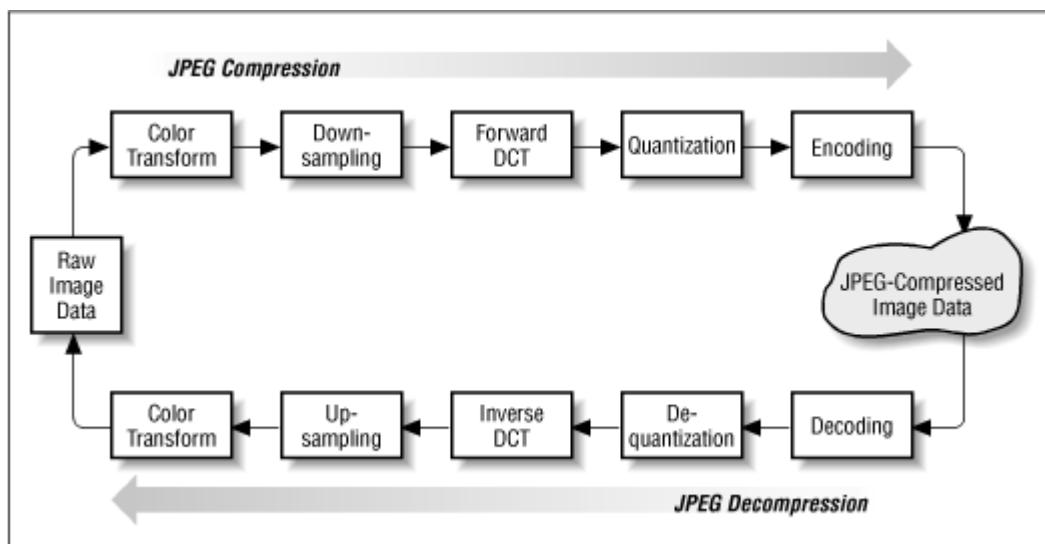 JPEG Compression
Color
Transform
Down-
sampling
Forward
DCT
Quantization
Encoding
Raw
Image
Data
JPEG-Compressed
Image Data
Color
Transform
Up-
sampling
Inverse
DCT
De-
quantization
Decoding
JPEG Decompression